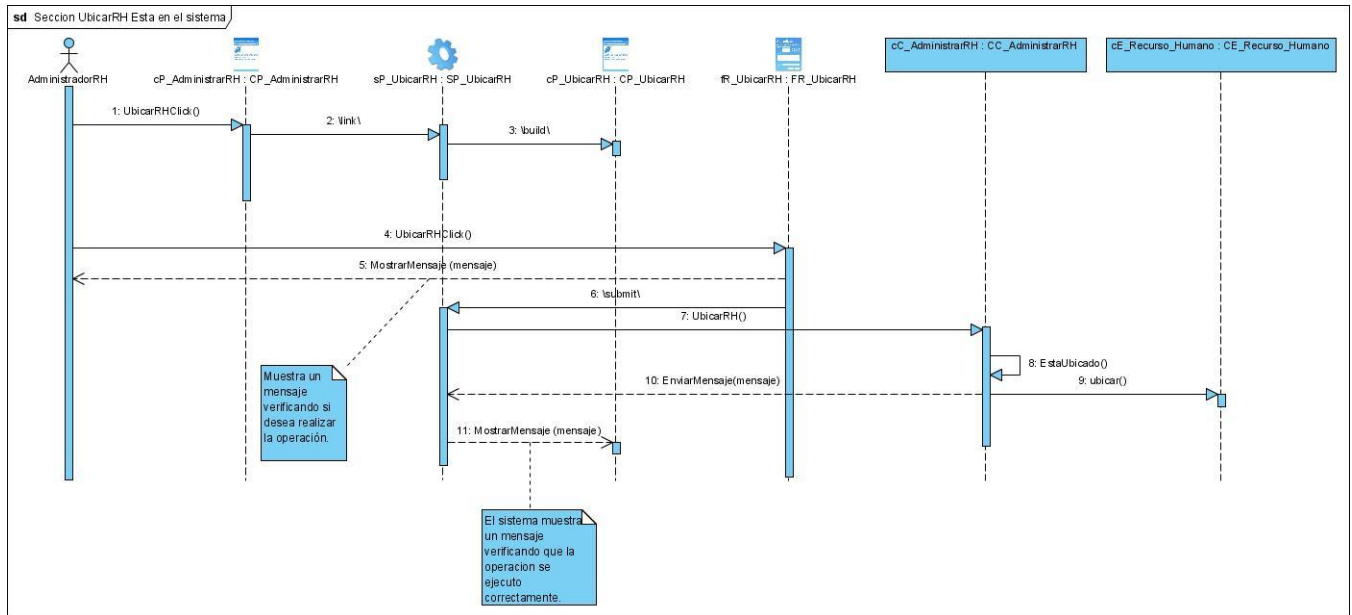 sd Seccion UbicarRH Esta en el sistema
AdministradorRH
cP_AdministrarRH : CP_AdministrarRH
sP_UbicarRH : SP_UbicarRH
cP_UbicarRH : CP_UbicarRH
fR_UbicarRH : FR_UbicarRH
cC_AdministrarRH : CC_AdministrarRH
cE_Recurso_Humano : CE_Recurso_Humano
1: UbicarRHClick()
2: \link\
3: \build\
4: UbicarRHClick()
5: MostrarMensaje (mensaje)
6: \submit\
7: UbicarRH()
8: EstaUbicado()
10: EnviarMensaje(mensaje)
9: ubicar()
11: MostrarMensaje (mensaje)
Muestra un
mensaje
verificando si
desea realizar
la operación.
El sistema muestra
un mensaje
verificando que la
operacion se
ejecuto
correctamente.